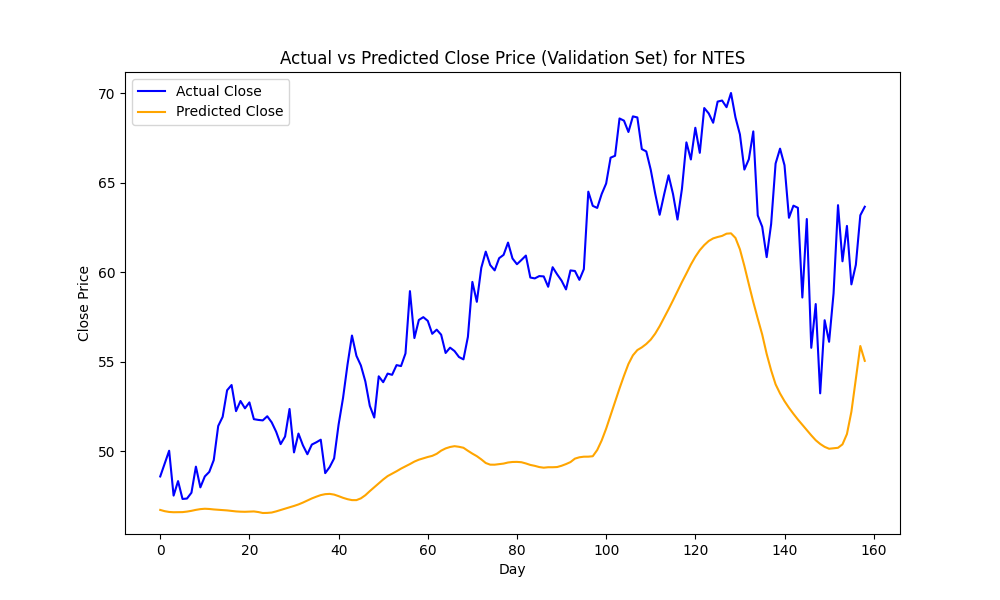 Actual vs Predicted Close Price (Validation Set) for NTES
Actual Close
Predicted Close
70
65
60
55
50
Close Price
0 20 40 60 80 100 120 140 160
Day